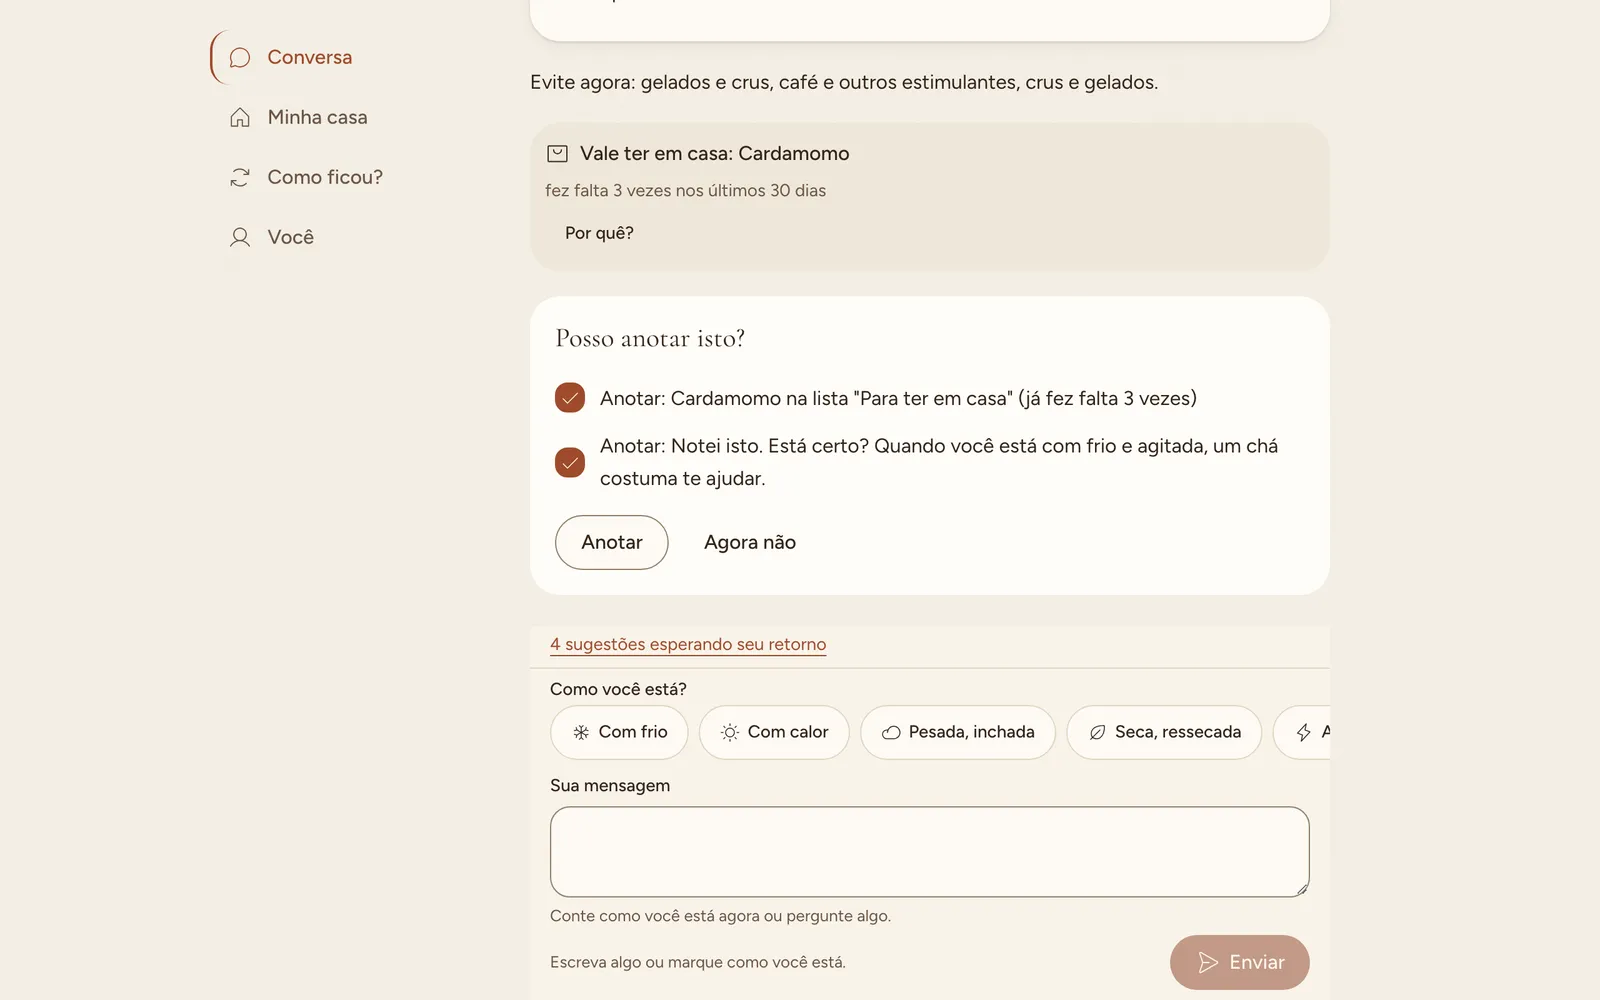 Conversa
Minha casa
Como ficou?
Você
Evite agora: gelados e crus, café e outros estimulantes, crus e gelados.
Vale ter em casa: Cardamomo
fez falta 3 vezes nos últimos 30 dias
Por quê?
Posso anotar isto?
Anotar: Cardamomo na lista "Para ter em casa" (já fez falta 3 vezes)
Anotar: Notei isto. Está certo? Quando você está com frio e agitada, um chá
costuma te ajudar.
Anotar
Agora não
4 sugestões esperando seu retorno
Como você está?
Com frio
Com calor
Pesada, inchada
Seca, ressecada
Sua mensagem
Conte como você está agora ou pergunte algo.
Escreva algo ou marque como você está.
Enviar